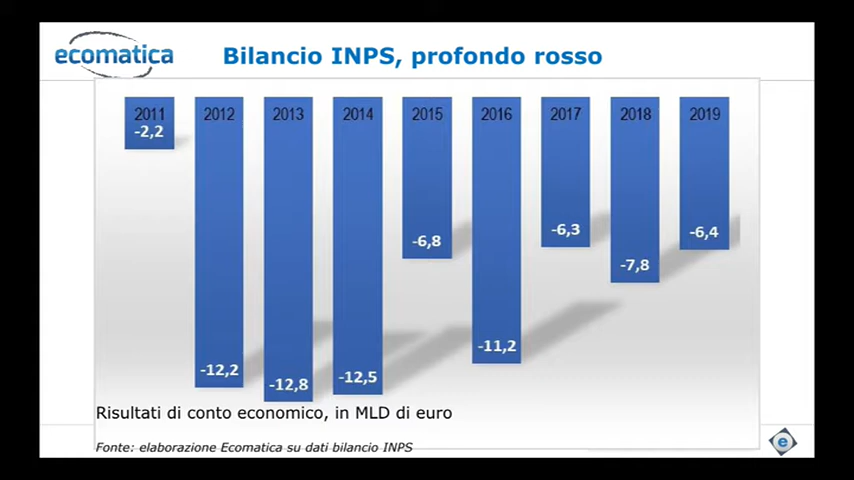 ecomatica
Bilancio INPS, profondo rosso
2011 2012 2013 2014 2015 2016 2017 2018 2019
-2,2
-12,2
-12,8
-12,5
-6,8
-11,2
-6,3
-7,8
-6,4
Risultati di conto economico, in MLD di euro
Fonte: elaborazione Ecomatica su dati bilancio INPS
e